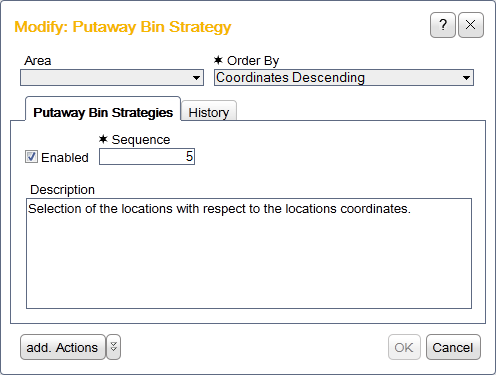 Modify: Putaway Bin Strategy
?
Area
✶ Order By
Coordinates Descending
Putaway Bin Strategies
History
✶ Sequence
Enabled
5
Description
Selection of the locations with respect to the locations coordinates.
add. Actions
OK
Cancel